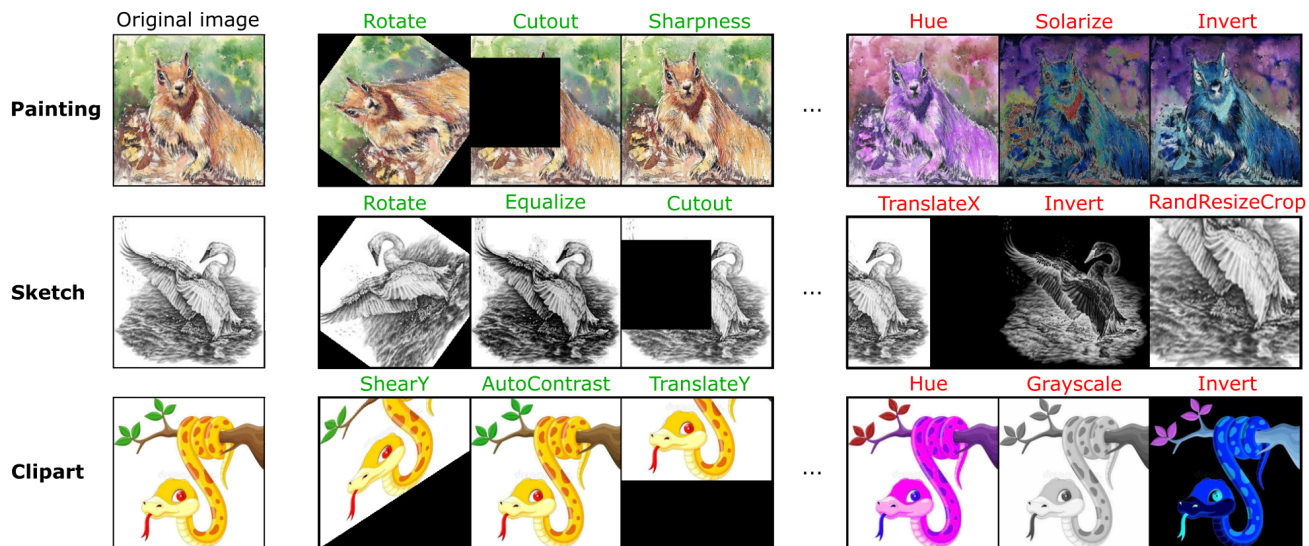 Original image
Rotate
Cutout
Sharpness
Hue
Solarize
Invert
Painting
...
Rotate
Equalize
Cutout
TranslateX
Invert
RandResizeCrop
Sketch
...
ShearY
AutoContrast
TranslateY
Hue
Grayscale
Invert
Clipart
...